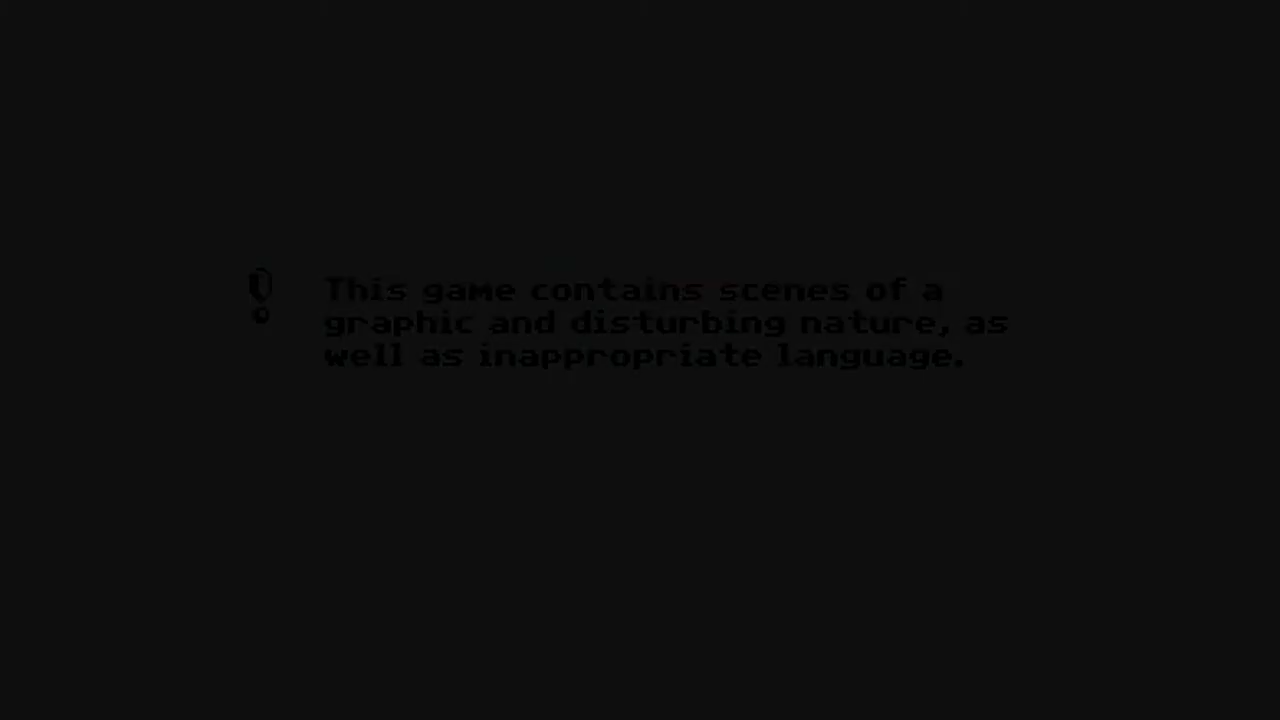 ! This game contains scenes of a
graphic and disturbing nature, as
well as inappropriate language.